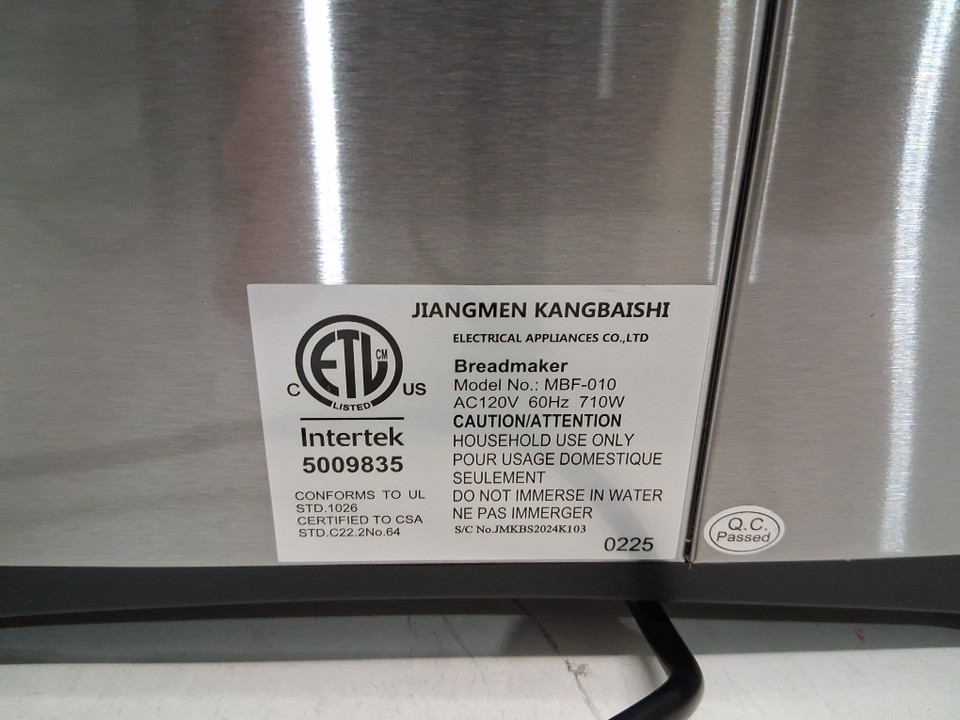 JIANGMEN KANGBAISHI
ELECTRICAL APPLIANCES CO.,LTD
ETL CM
C US
LISTED
Intertek
5009835
CONFORMS TO UL
STD.1026
CERTIFIED TO CSA
STD.C22.2No.64
Breadmaker
Model No.: MBF-010
AC120V 60Hz 710W
CAUTION/ATTENTION
HOUSEHOLD USE ONLY
POUR USAGE DOMESTIQUE
SEULEMENT
DO NOT IMMERSE IN WATER
NE PAS IMMERGER
S/C No.JMKBS2024K103
0225
Q.C.
Passed